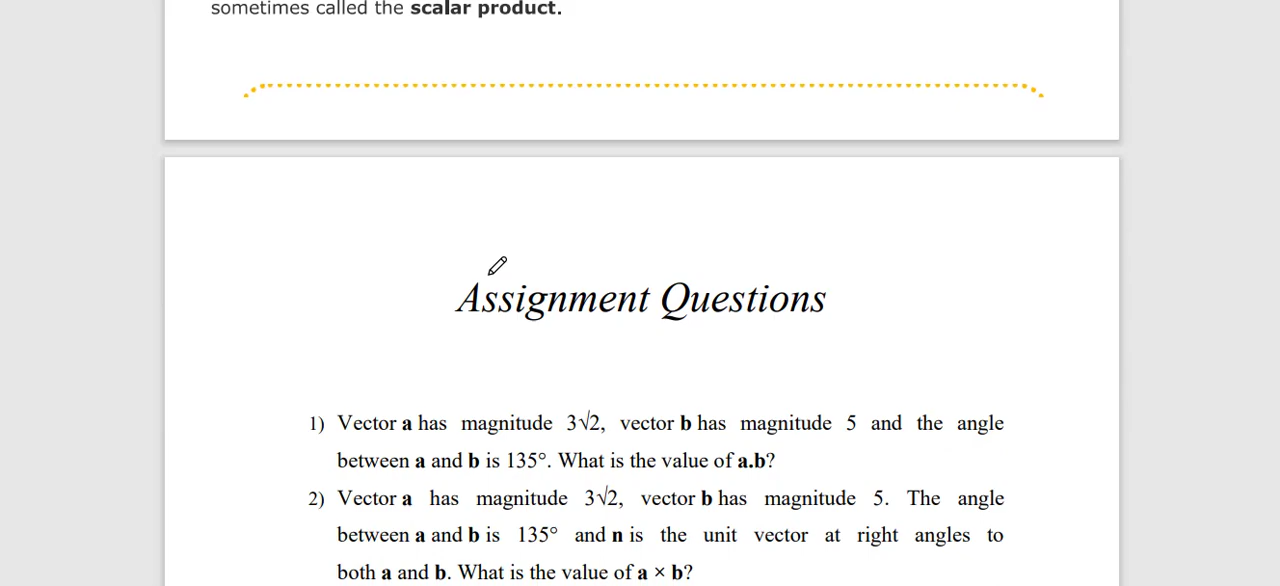 sometimes called the scalar product.
Assignment Questions
1) Vector a has magnitude 3√2, vector b has magnitude 5 and the angle
between a and b is 135°. What is the value of a.b?
2) Vector a has magnitude 3√2, vector b has magnitude 5. The angle
between a and b is 135° and n is the unit vector at right angles to
both a and b. What is the value of a × b?